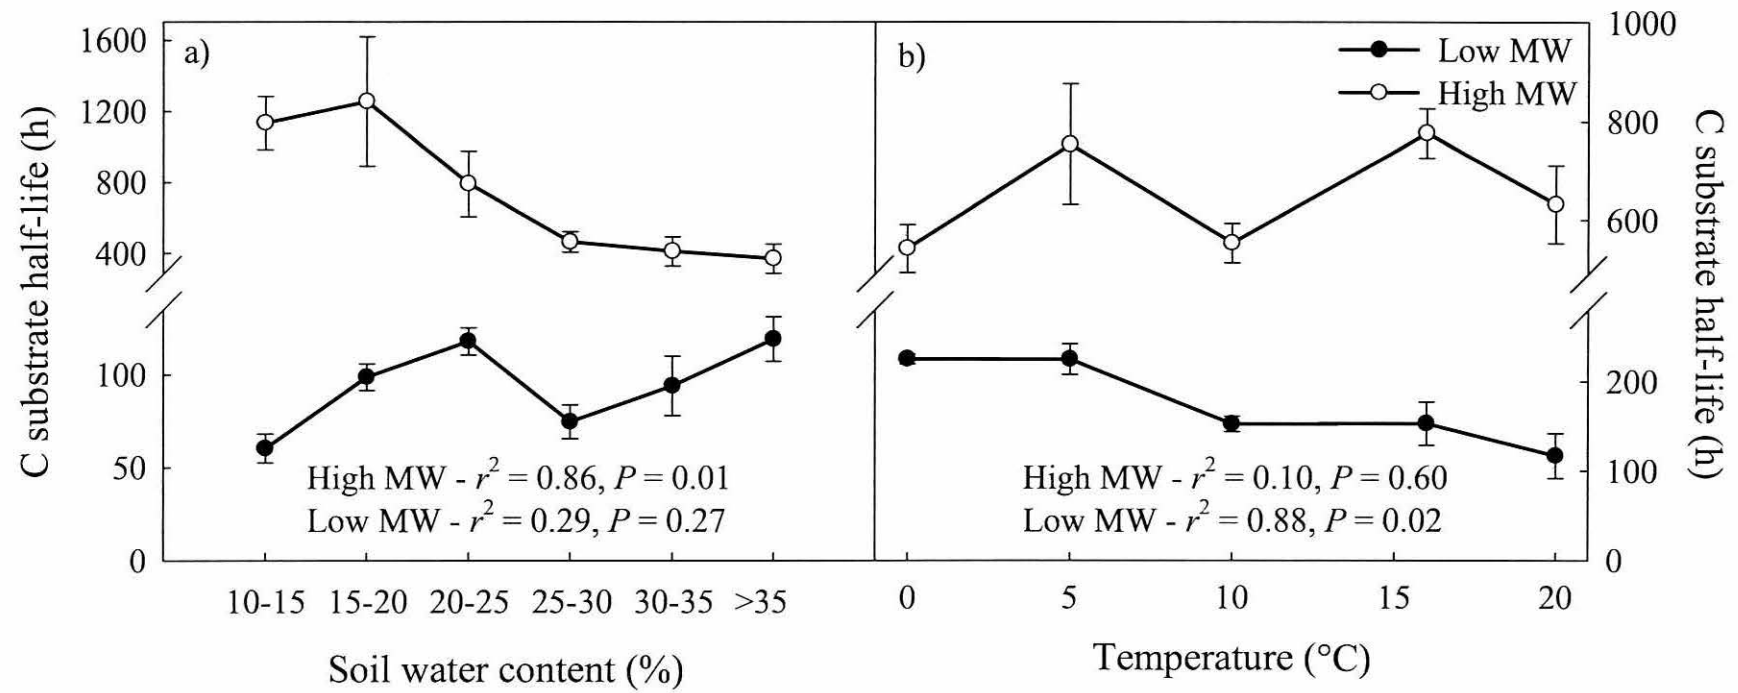 a)
1600
1200
800
400
100
50
0
C substrate half-life (h)
High MW - r² = 0.86, P = 0.01
Low MW - r² = 0.29, P = 0.27
10-15 15-20 20-25 25-30 30-35 >35
Soil water content (%)
b)
Low MW
High MW
1000
800
600
200
100
0
C substrate half-life (h)
High MW - r² = 0.10, P = 0.60
Low MW - r² = 0.88, P = 0.02
0 5 10 15 20
Temperature (°C)